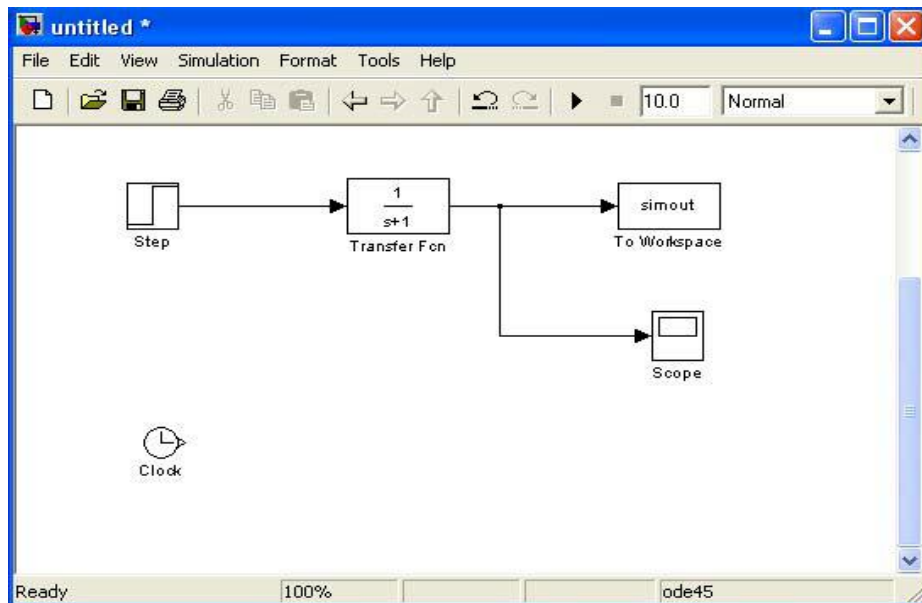 untitled *
File Edit View Simulation Format Tools Help
10.0 Normal
1
s+1
simout
Step
Transfer Fcn
To Workspace
Scope
Clock
Ready 100% ode45